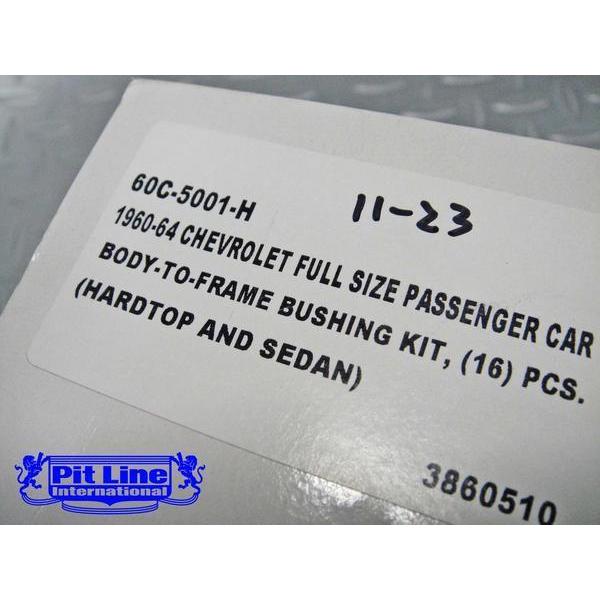 60C-5001-H
11-23
1960-64 CHEVROLET FULL SIZE PASSENGER CAR
BODY-TO-FRAME BUSHING KIT, (16) PCS.
(HARDTOP AND SEDAN)
3860510
Pit Line
International